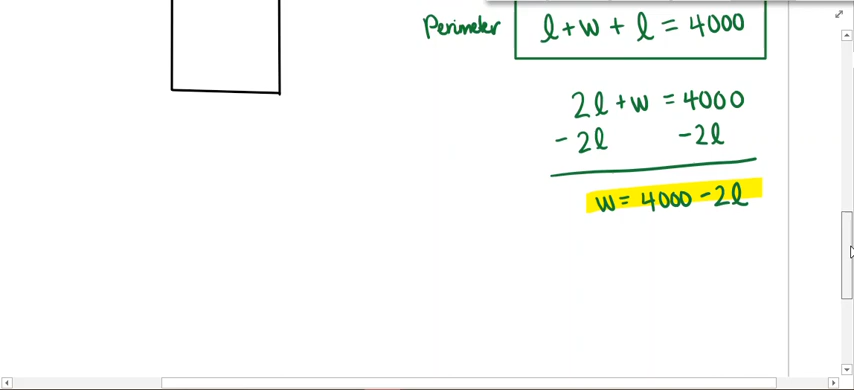 Perimeter l + w + l = 4000
2l + w = 4000
- 2l - 2l
w = 4000 - 2l